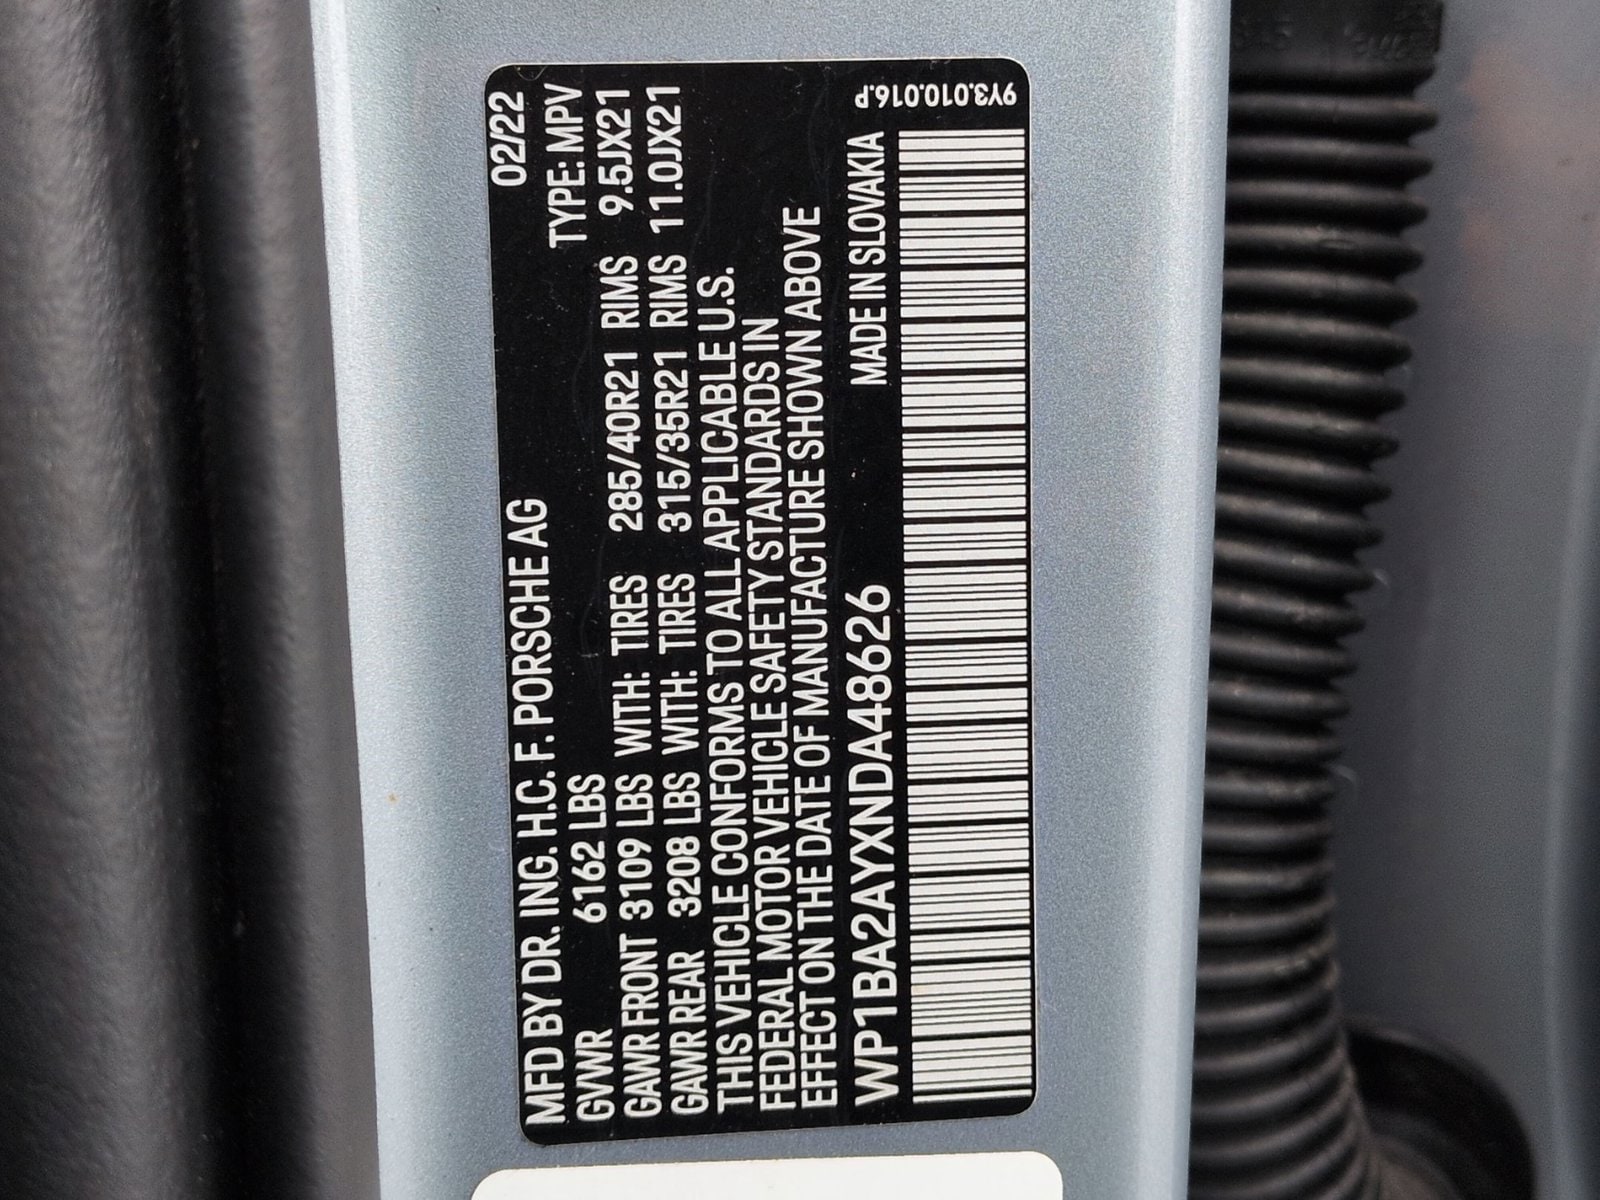 MFD BY DR. ING. H.C. F. PORSCHE AG 02/22
GVWR 6162 LBS TYPE: MPV
GAWR FRONT 3109 LBS WITH: TIRES 285/40R21 RIMS 9.5JX21
GAWR REAR 3208 LBS WITH: TIRES 315/35R21 RIMS 11.0JX21
THIS VEHICLE CONFORMS TO ALL APPLICABLE U.S.
FEDERAL MOTOR VEHICLE SAFETY STANDARDS IN
EFFECT ON THE DATE OF MANUFACTURE SHOWN ABOVE
WP1BA2AYXNDA48626 MADE IN SLOVAKIA
9Y3.010.016.P